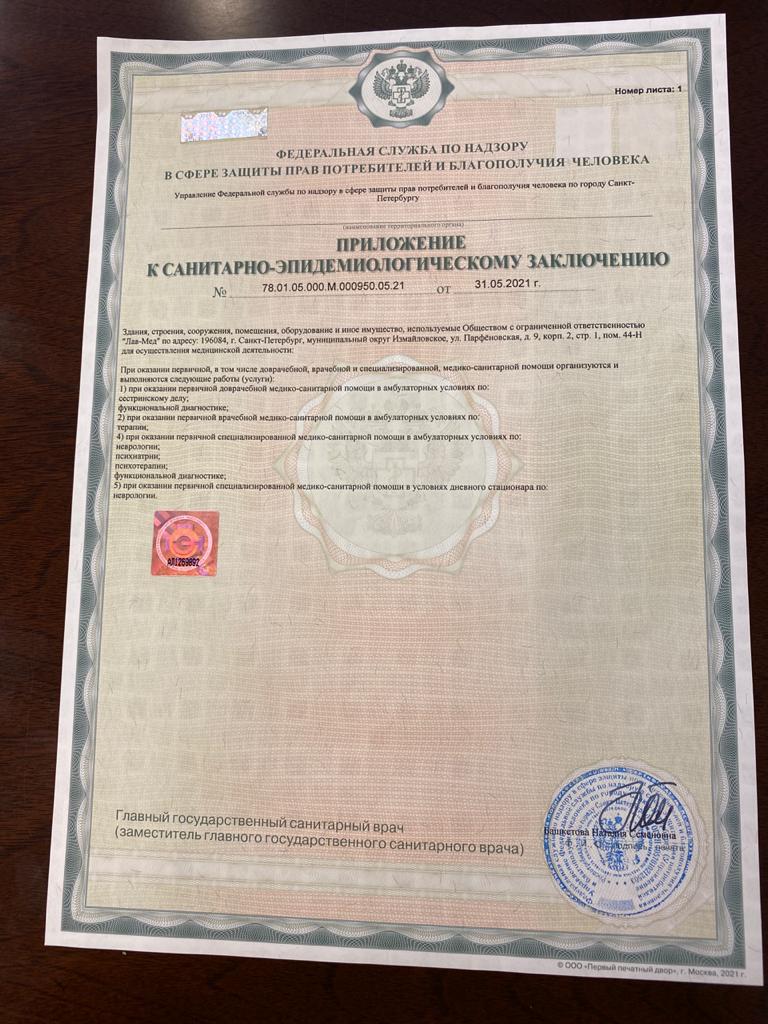 Номер листа: 1
ФЕДЕРАЛЬНАЯ СЛУЖБА ПО НАДЗОРУ
В СФЕРЕ ЗАЩИТЫ ПРАВ ПОТРЕБИТЕЛЕЙ И БЛАГОПОЛУЧИЯ ЧЕЛОВЕКА
Управление Федеральной службы по надзору в сфере защиты прав потребителей и благополучия человека по городу Санкт-
Петербургу
(наименование территориального органа)
ПРИЛОЖЕНИЕ
К САНИТАРНО-ЭПИДЕМИОЛОГИЧЕСКОМУ ЗАКЛЮЧЕНИЮ
№ 78.01.05.000.М.000950.05.21 ОТ 31.05.2021 г.
Здания, строения, сооружения, помещения, оборудование и иное имущество, используемые Обществом с ограниченной ответственностью
"Лав-Мед" по адресу: 196084, г. Санкт-Петербург, муниципальный округ Измайловское, ул. Парфёновская, д. 9, корп. 2, стр. 1, пом. 44-Н
для осуществления медицинской деятельности:
При оказании первичной, в том числе доврачебной, врачебной и специализированной, медико-санитарной помощи организуются и
выполняются следующие работы (услуги):
1) при оказании первичной доврачебной медико-санитарной помощи в амбулаторных условиях по:
сестринскому делу;
функциональной диагностике;
2) при оказании первичной врачебной медико-санитарной помощи в амбулаторных условиях по:
терапии;
4) при оказании первичной специализированной медико-санитарной помощи в амбулаторных условиях по:
неврологии;
психиатрии;
психотерапии;
функциональной диагностике;
5) при оказании первичной специализированной медико-санитарной помощи в условиях дневного стационара по:
неврологии.
АЛ1269892
Главный государственный санитарный врач
(заместитель главного государственного санитарного врача)
Башкетова Наталия Семеновна
© ООО «Первый печатный двор», г. Москва, 2021 г.